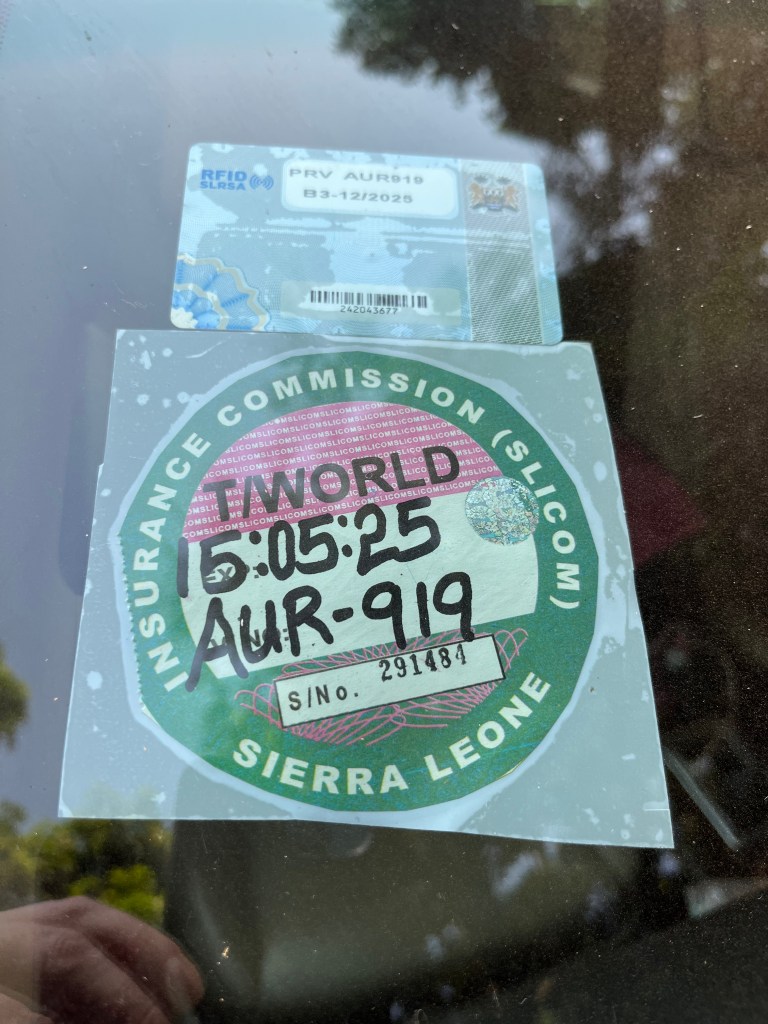 RFID
SLRSA
PRV AUR919
B3-12/2025
242043677
INSURANCE COMMISSION (SLICOM)
T/WORLD
15:05:25
AUR-919
S/No. 291484
SIERRA LEONE